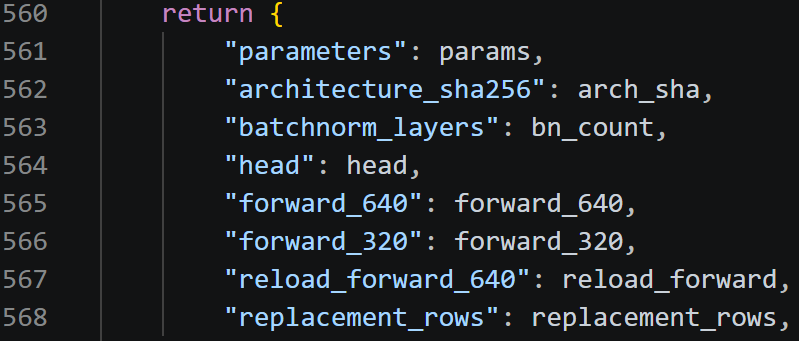 560 return {
561 "parameters": params,
562 "architecture_sha256": arch_sha,
563 "batchnorm_layers": bn_count,
564 "head": head,
565 "forward_640": forward_640,
566 "forward_320": forward_320,
567 "reload_forward_640": reload_forward,
568 "replacement_rows": replacement_rows,